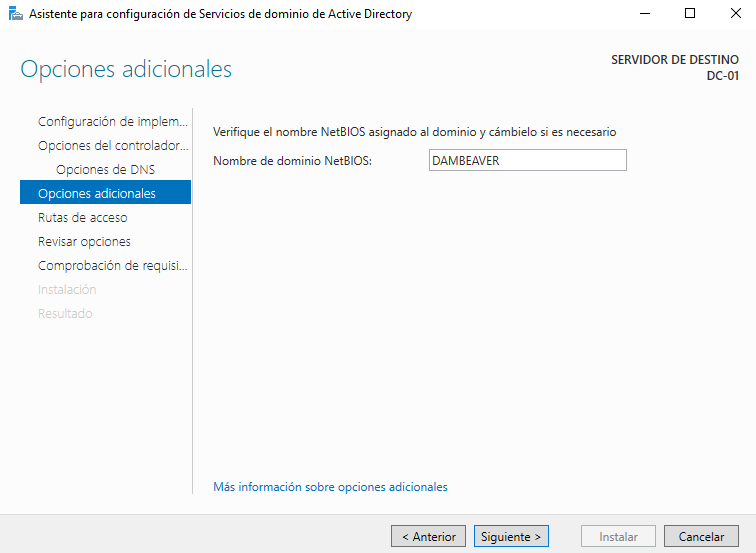 Asistente para configuración de Servicios de dominio de Active Directory
Opciones adicionales
SERVIDOR DE DESTINO
DC-01
Configuración de implem...
Opciones del controlador...
Opciones de DNS
Opciones adicionales
Rutas de acceso
Revisar opciones
Comprobación de requisi...
Instalación
Resultado
Verifique el nombre NetBIOS asignado al dominio y cámbielo si es necesario
Nombre de dominio NetBIOS: DAMBEAVER
Más información sobre opciones adicionales
< Anterior Siguiente > Instalar Cancelar